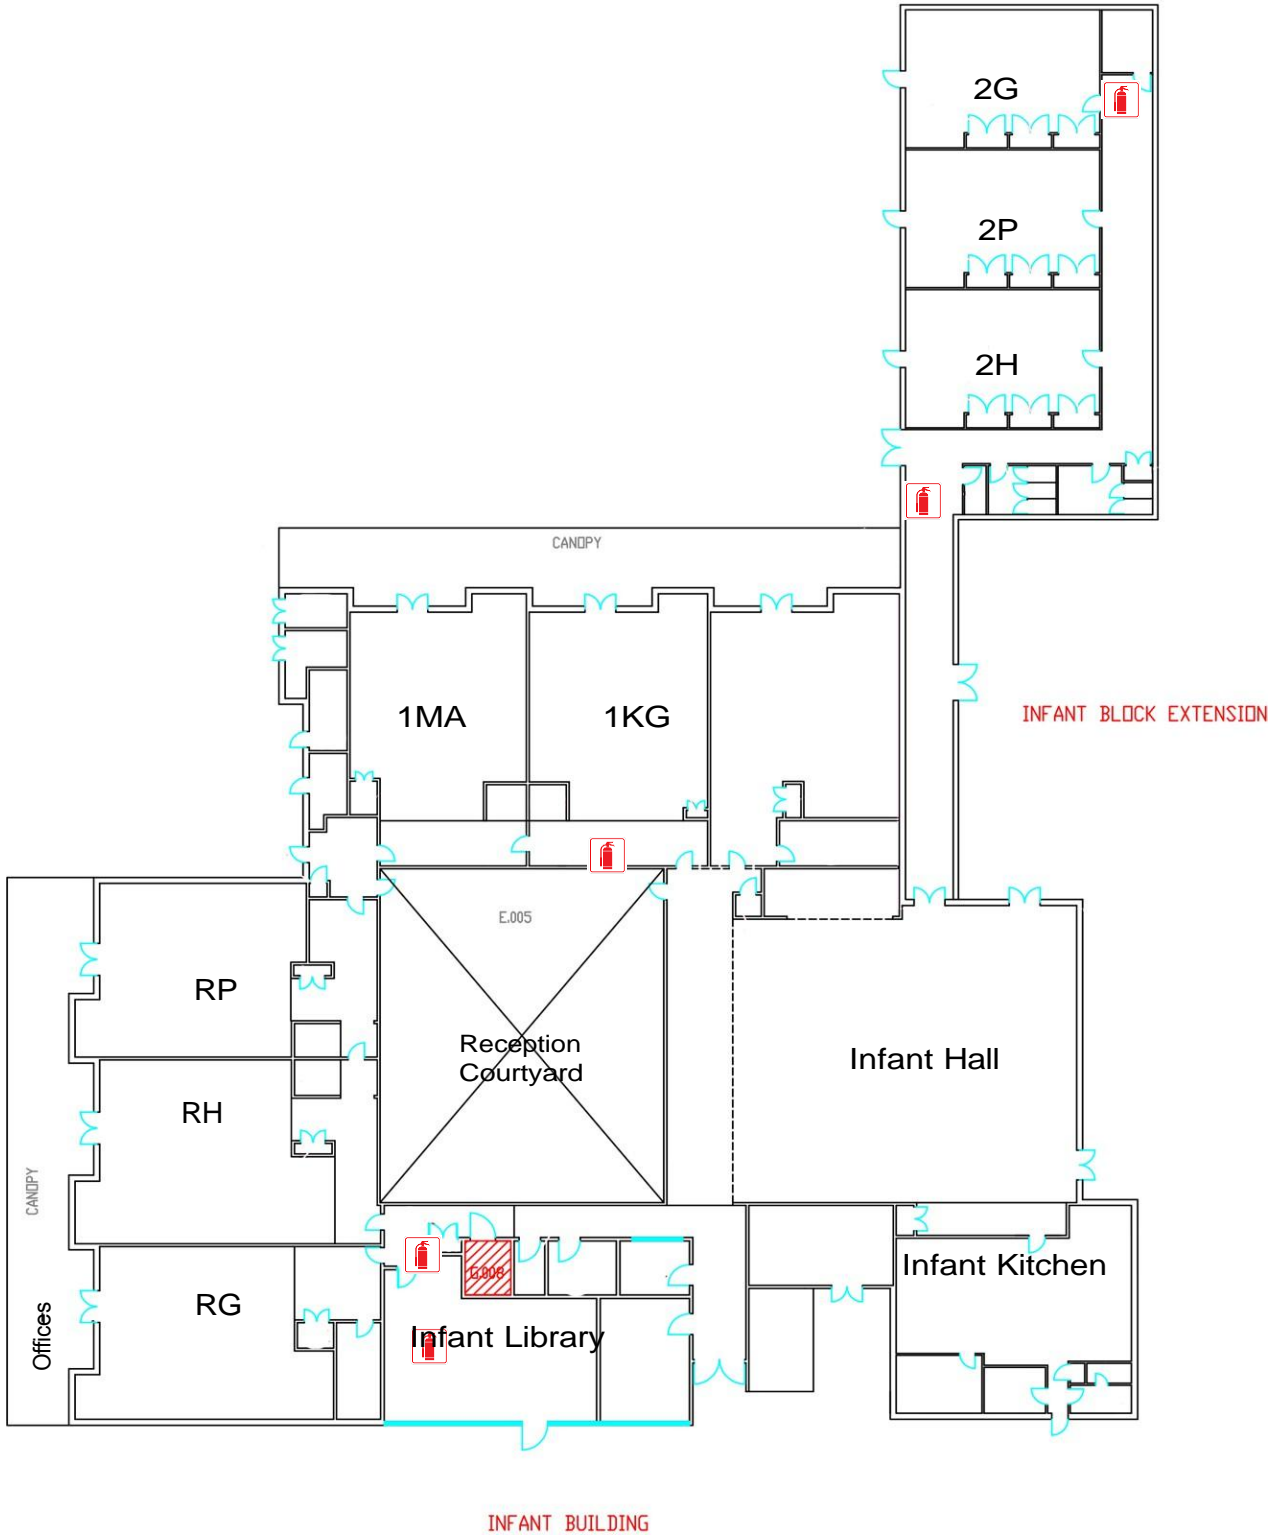 2G
2P
2H
CANOPY
1MA
1KG
INFANT BLOCK EXTENSION
E.005
RP
Reception
Courtyard
Infant Hall
RH
CANOPY
G.008
Infant Kitchen
RG
Offices
Infant Library
INFANT BUILDING